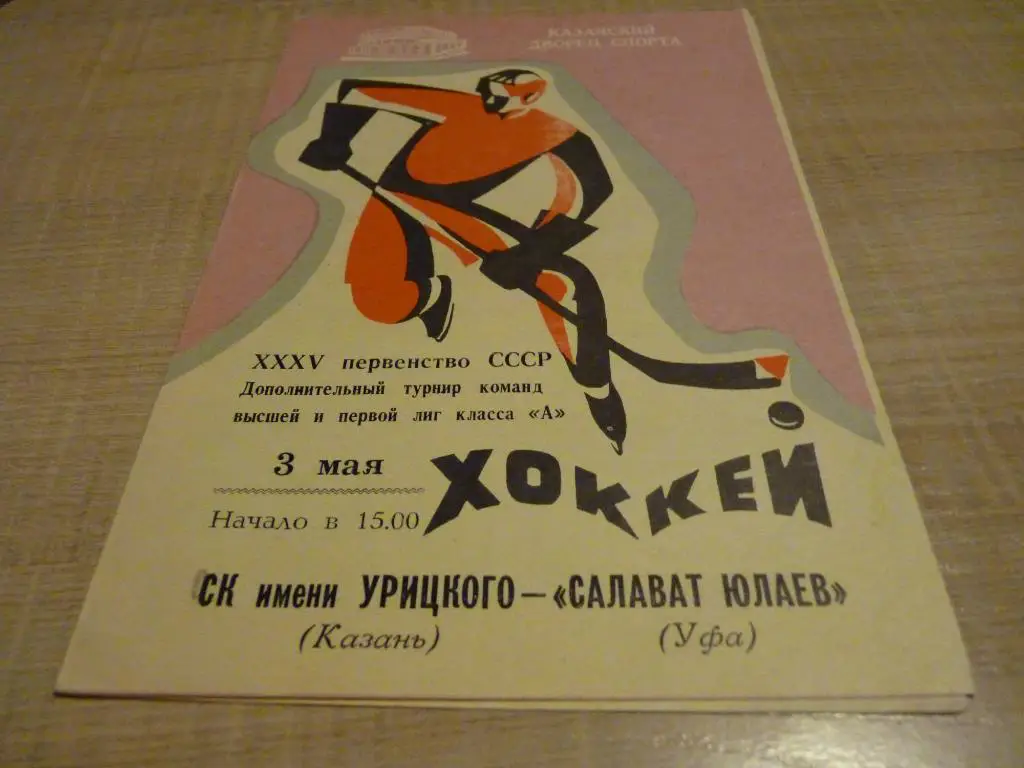 КАЗАНСКИЙ
ДВОРЕЦ СПОРТА
XXXV первенство СССР
Дополнительный турнир команд
высшей и первой лиг класса «А»
3 мая
Начало в 15.00
ХОККЕЙ
СК имени УРИЦКОГО — «САЛАВАТ ЮЛАЕВ»
(Казань) (Уфа)